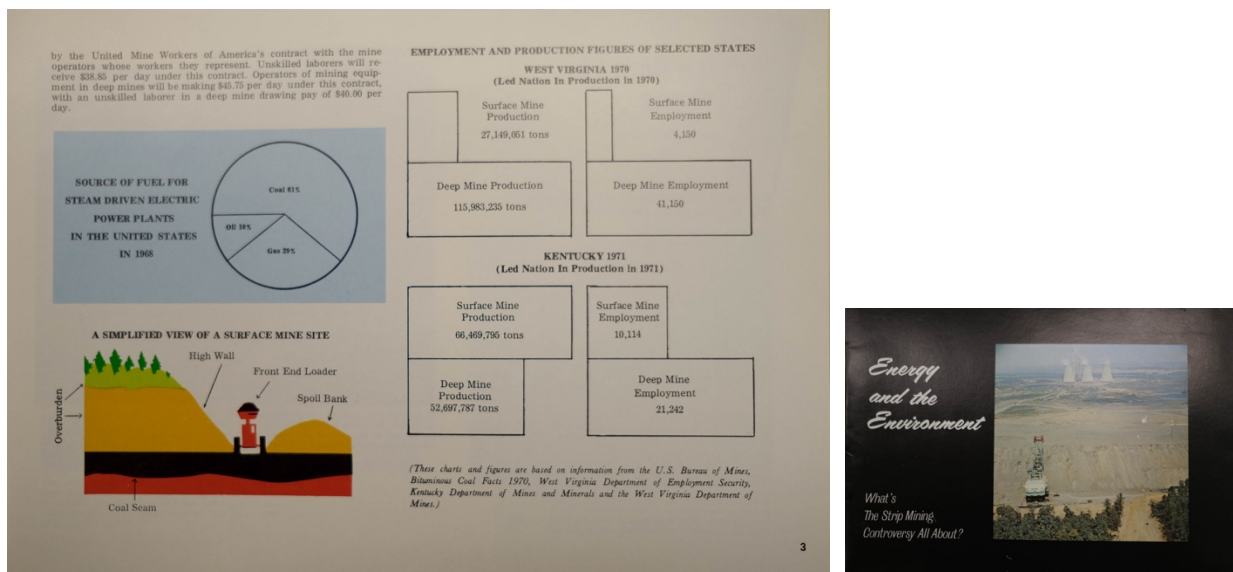 by the United Mine Workers of America's contract with the mine
operators whose workers they represent. Unskilled laborers will re-
ceive $38.85 per day under this contract. Operators of mining equip-
ment in deep mines will be making $45.75 per day under this contract,
with an unskilled laborer in a deep mine drawing pay of $40.00 per
day.
SOURCE OF FUEL FOR
STEAM DRIVEN ELECTRIC
POWER PLANTS
IN THE UNITED STATES
IN 1968
Coal 61%
Oil 10%
Gas 29%
A SIMPLIFIED VIEW OF A SURFACE MINE SITE
High Wall
Front End Loader
Spoil Bank
Overburden
Coal Seam
EMPLOYMENT AND PRODUCTION FIGURES OF SELECTED STATES
WEST VIRGINIA 1970
(Led Nation In Production in 1970)
Surface Mine
Production
27,149,051 tons
Surface Mine
Employment
4,150
Deep Mine Production
115,983,235 tons
Deep Mine Employment
41,150
KENTUCKY 1971
(Led Nation In Production in 1971)
Surface Mine
Production
66,469,795 tons
Surface Mine
Employment
10,114
Deep Mine
Production
52,697,787 tons
Deep Mine
Employment
21,242
(These charts and figures are based on information from the U.S. Bureau of Mines,
Bituminous Coal Facts 1970, West Virginia Department of Employment Security,
Kentucky Department of Mines and Minerals and the West Virginia Department of
Mines.)
3
Energy
and the
Environment
What's
The Strip Mining
Controversy All About?